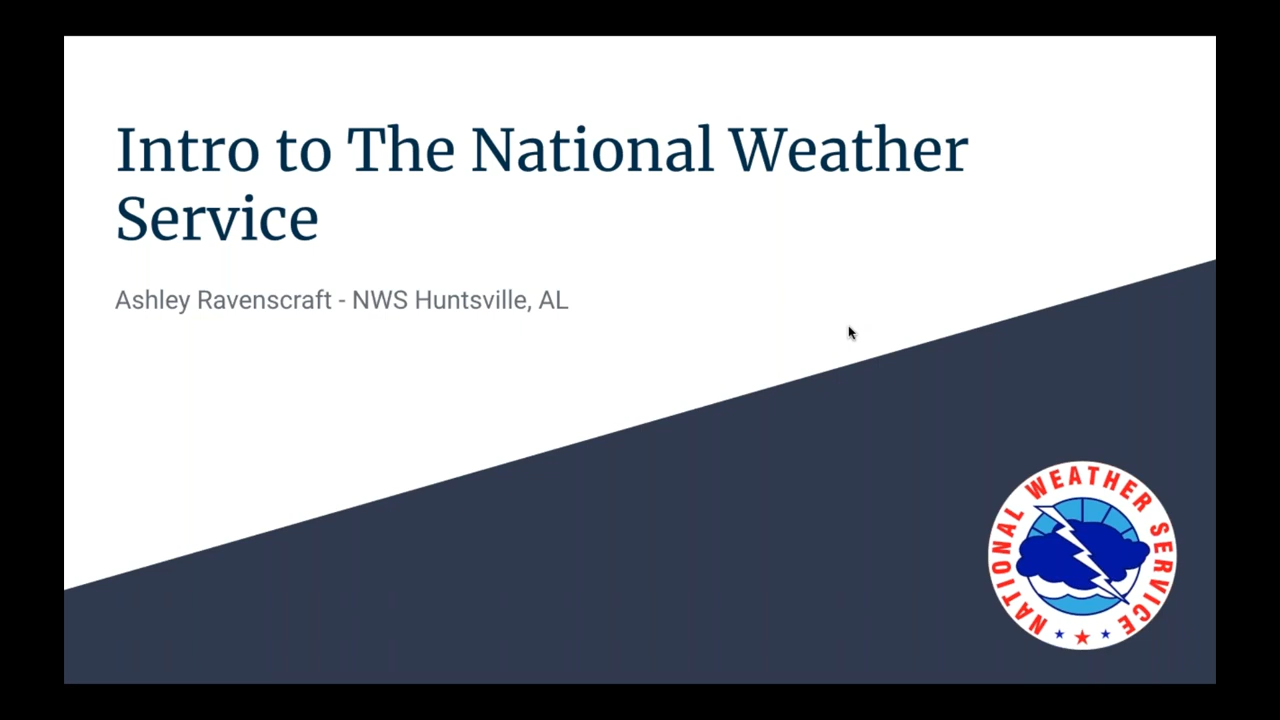 Intro to The National Weather
Service
Ashley Ravenscraft - NWS Huntsville, AL
NATIONAL WEATHER SERVICE